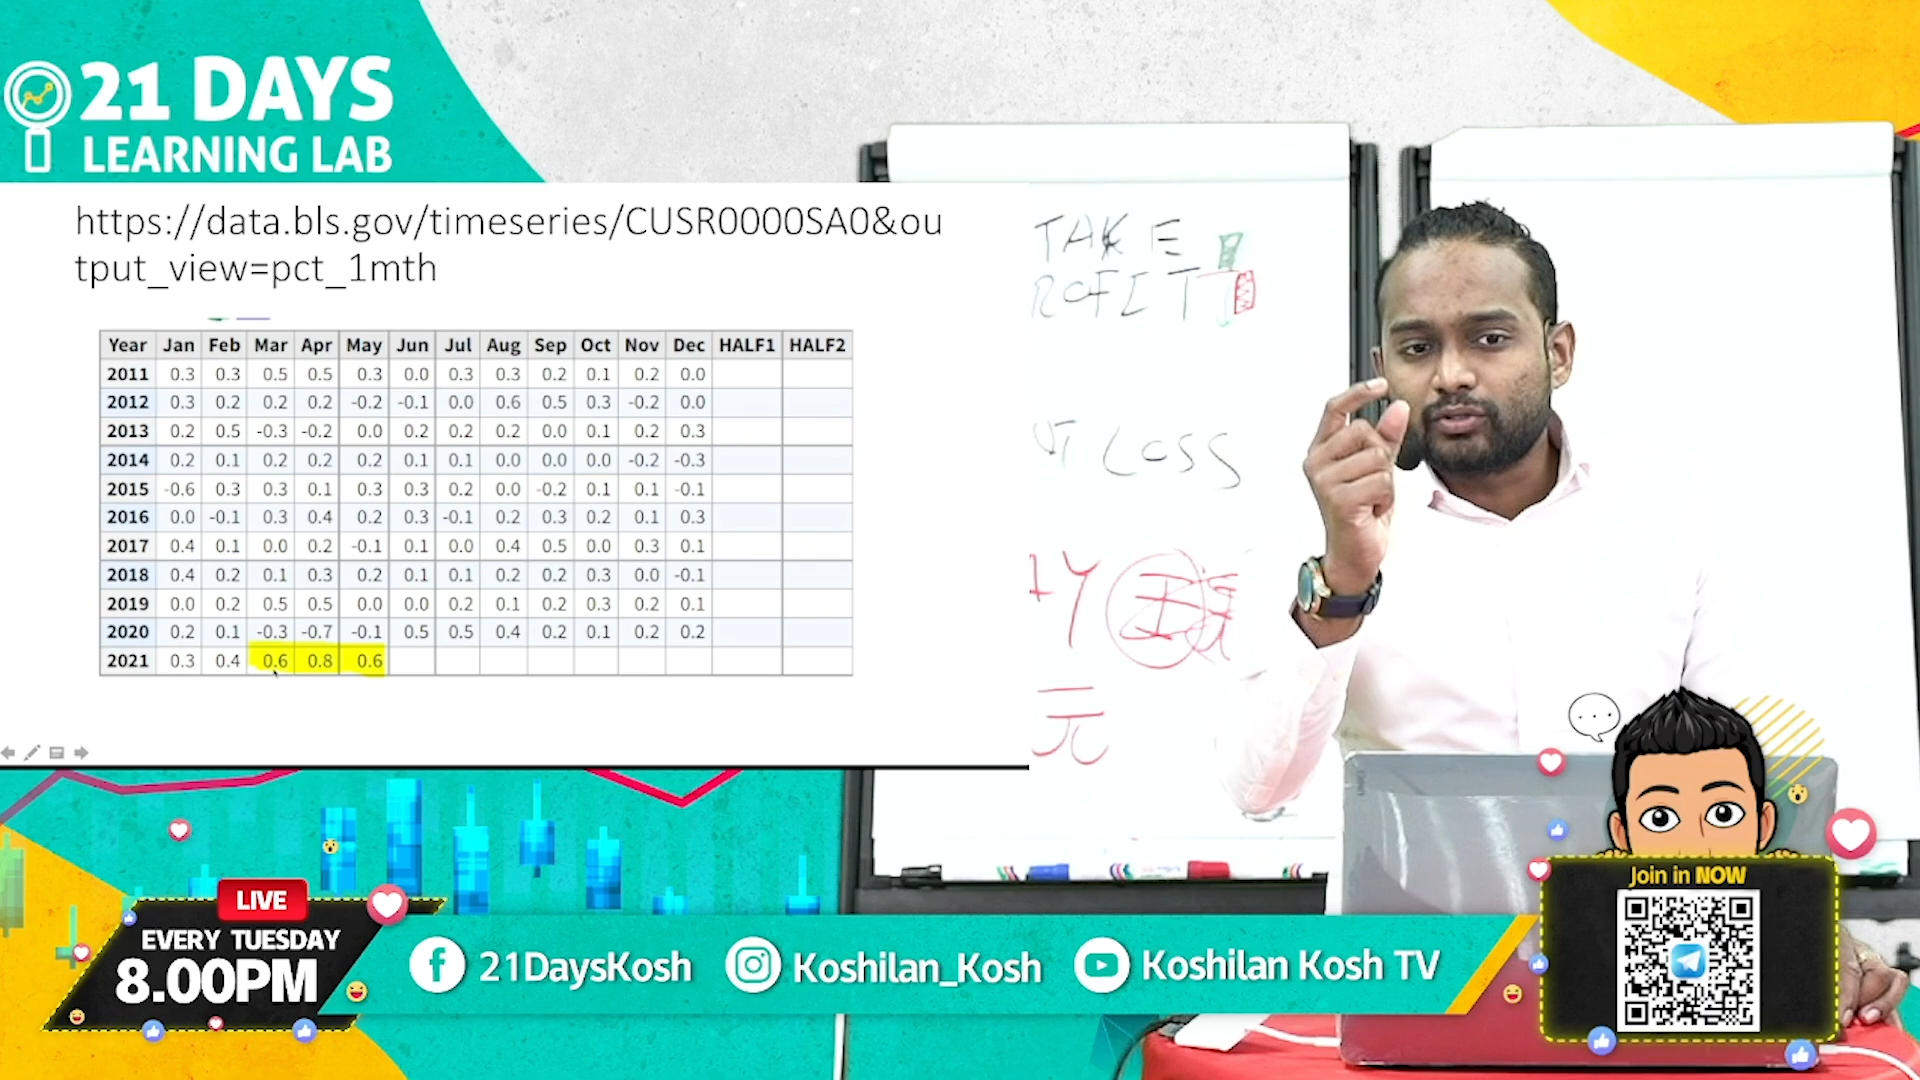 21 DAYS
LEARNING LAB
https://data.bls.gov/timeseries/CUSR0000SA0&ou
tput_view=pct_1mth
Year Jan Feb Mar Apr May Jun Jul Aug Sep Oct Nov Dec HALF1 HALF2
2011 0.3 0.3 0.5 0.5 0.3 0.0 0.3 0.3 0.2 0.1 0.2 0.0
2012 0.3 0.2 0.2 0.2 -0.2 -0.1 0.0 0.6 0.5 0.3 -0.2 0.0
2013 0.2 0.5 -0.3 -0.2 0.0 0.2 0.2 0.2 0.0 0.1 0.2 0.3
2014 0.2 0.1 0.2 0.2 0.2 0.1 0.1 0.0 0.0 0.0 -0.2 -0.3
2015 -0.6 0.3 0.3 0.1 0.3 0.3 0.2 0.0 -0.2 0.1 0.1 -0.1
2016 0.0 -0.1 0.3 0.4 0.2 0.3 -0.1 0.2 0.3 0.2 0.1 0.3
2017 0.4 0.1 0.0 0.2 -0.1 0.1 0.0 0.4 0.5 0.0 0.3 0.1
2018 0.4 0.2 0.1 0.3 0.2 0.1 0.1 0.2 0.2 0.3 0.0 -0.1
2019 0.0 0.2 0.5 0.5 0.0 0.0 0.2 0.1 0.2 0.3 0.2 0.1
2020 0.2 0.1 -0.3 -0.7 -0.1 0.5 0.5 0.4 0.2 0.1 0.2 0.2
2021 0.3 0.4 0.6 0.8 0.6
TAKE
ROFIT
LOSS
LIVE
EVERY TUESDAY
8.00PM
21DaysKosh
Koshilan_Kosh
Koshilan Kosh TV
Join in NOW